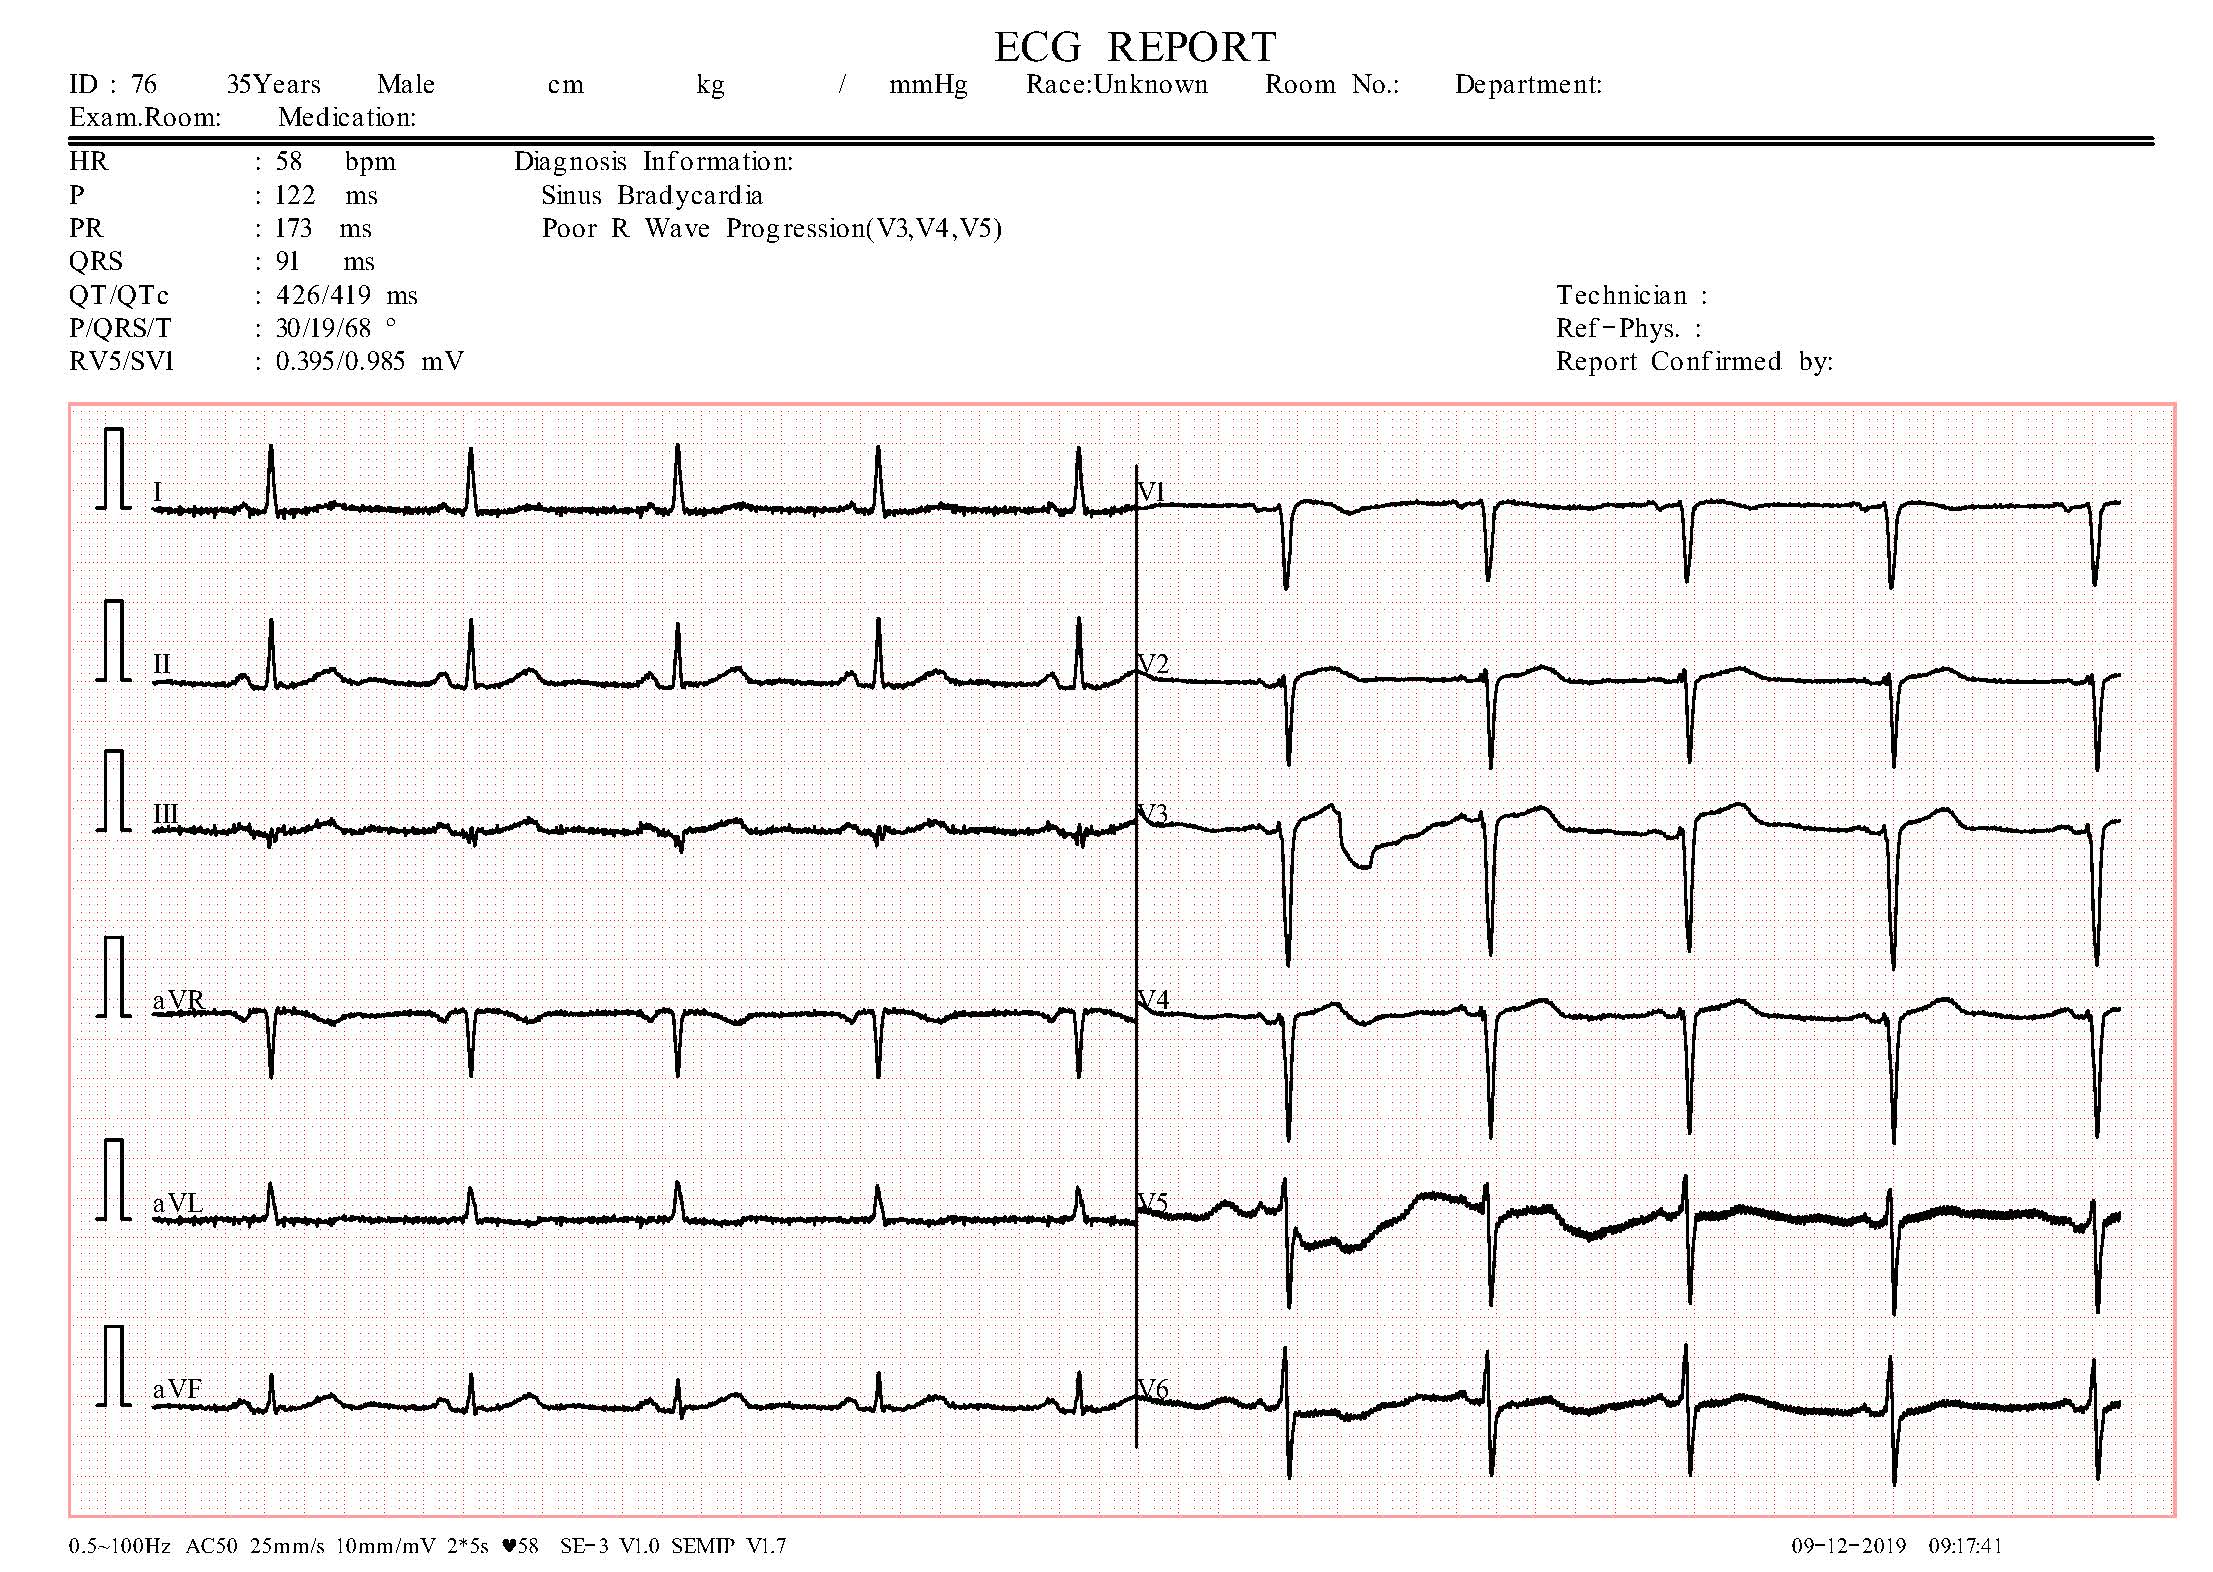 ECG REPORT
ID : 76 35Years Male cm kg / mmHg Race:Unknown Room No.: Department:
Exam.Room: Medication:
HR : 58 bpm Diagnosis Information:
P : 122 ms Sinus Bradycardia
PR : 173 ms Poor R Wave Progression(V3,V4,V5)
QRS : 91 ms
QT/QTc : 426/419 ms Technician :
P/QRS/T : 30/19/68 ° Ref-Phys. :
RV5/SV1 : 0.395/0.985 mV Report Confirmed by:
I V1
II V2
III V3
aVR V4
aVL V5
aVF V6
0.5~100Hz AC50 25mm/s 10mm/mV 2*5s ♥58 SE-3 V1.0 SEMIP V1.7 09-12-2019 09:17:41